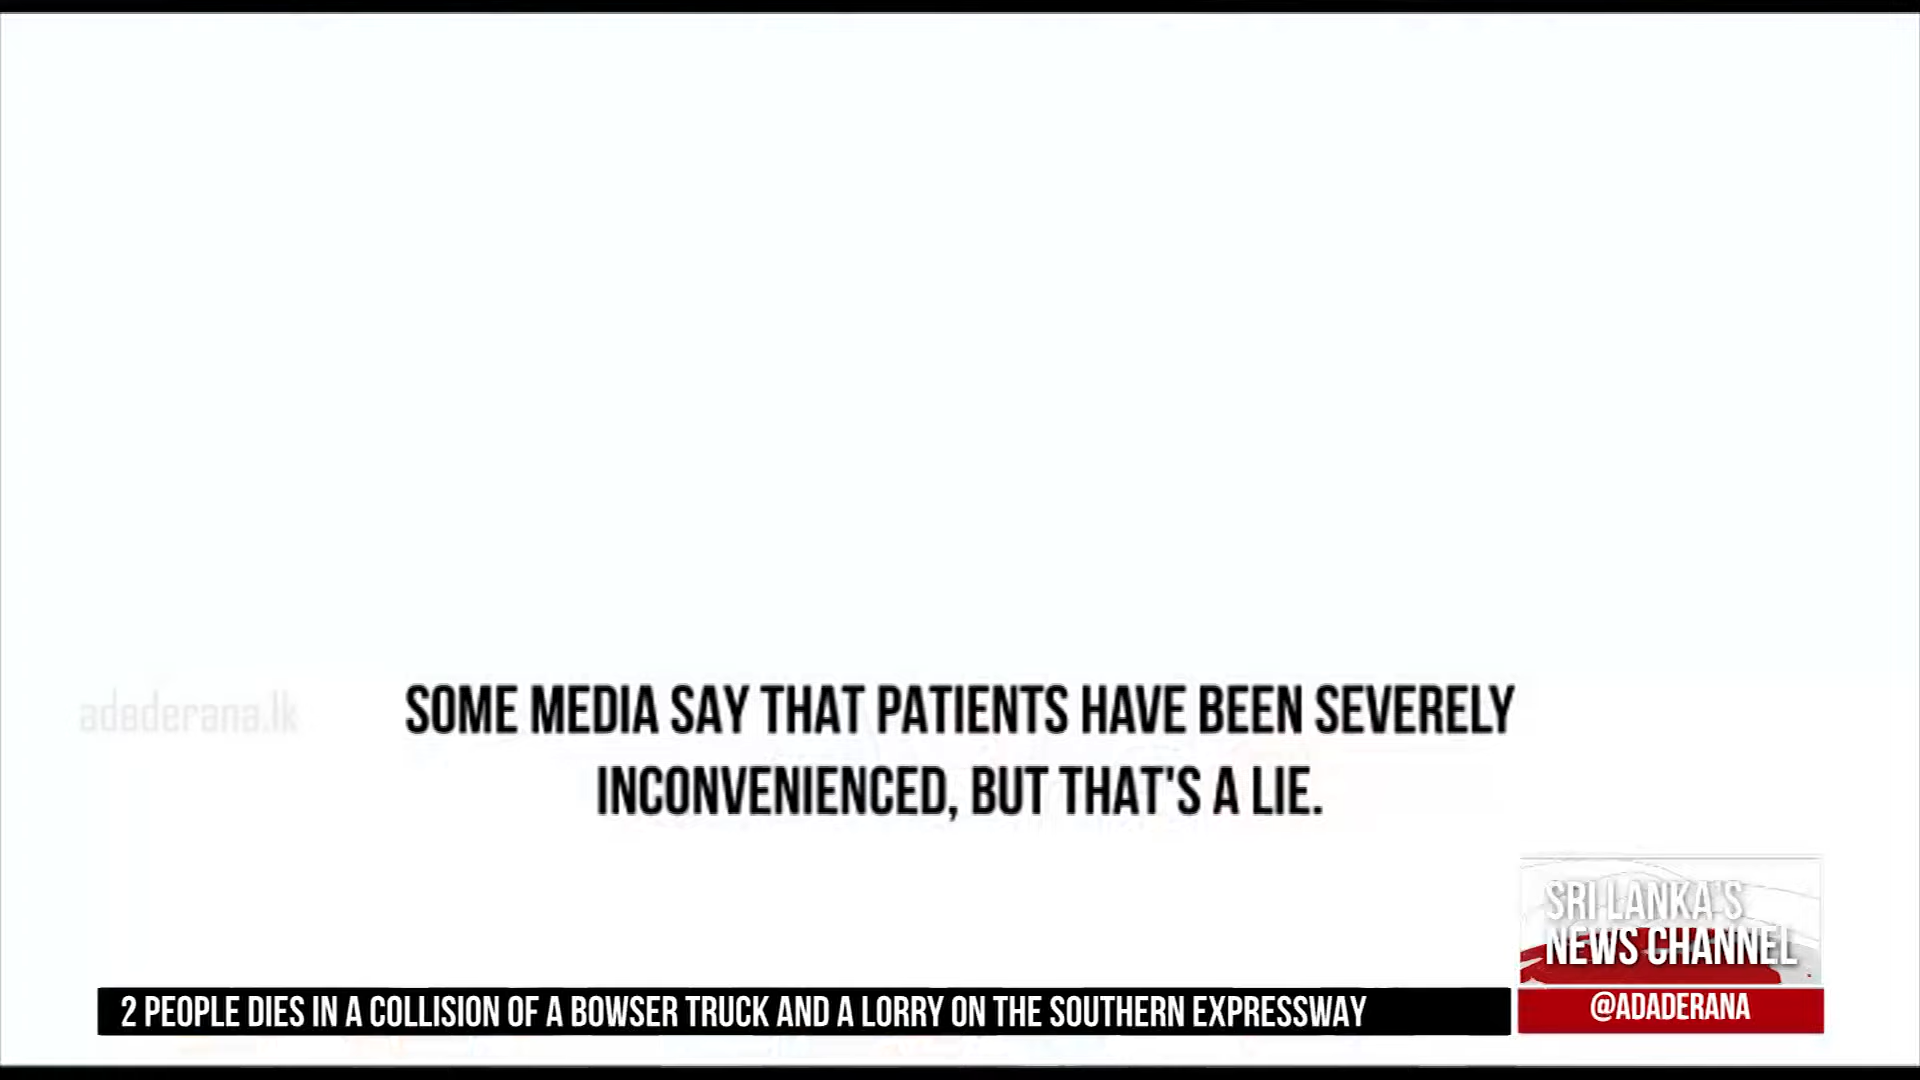 adaderana.lk
SOME MEDIA SAY THAT PATIENTS HAVE BEEN SEVERELY
INCONVENIENCED, BUT THAT'S A LIE.
SRI LANKA'S
NEWS CHANNEL
2 PEOPLE DIES IN A COLLISION OF A BOWSER TRUCK AND A LORRY ON THE SOUTHERN EXPRESSWAY
@ADADERANA